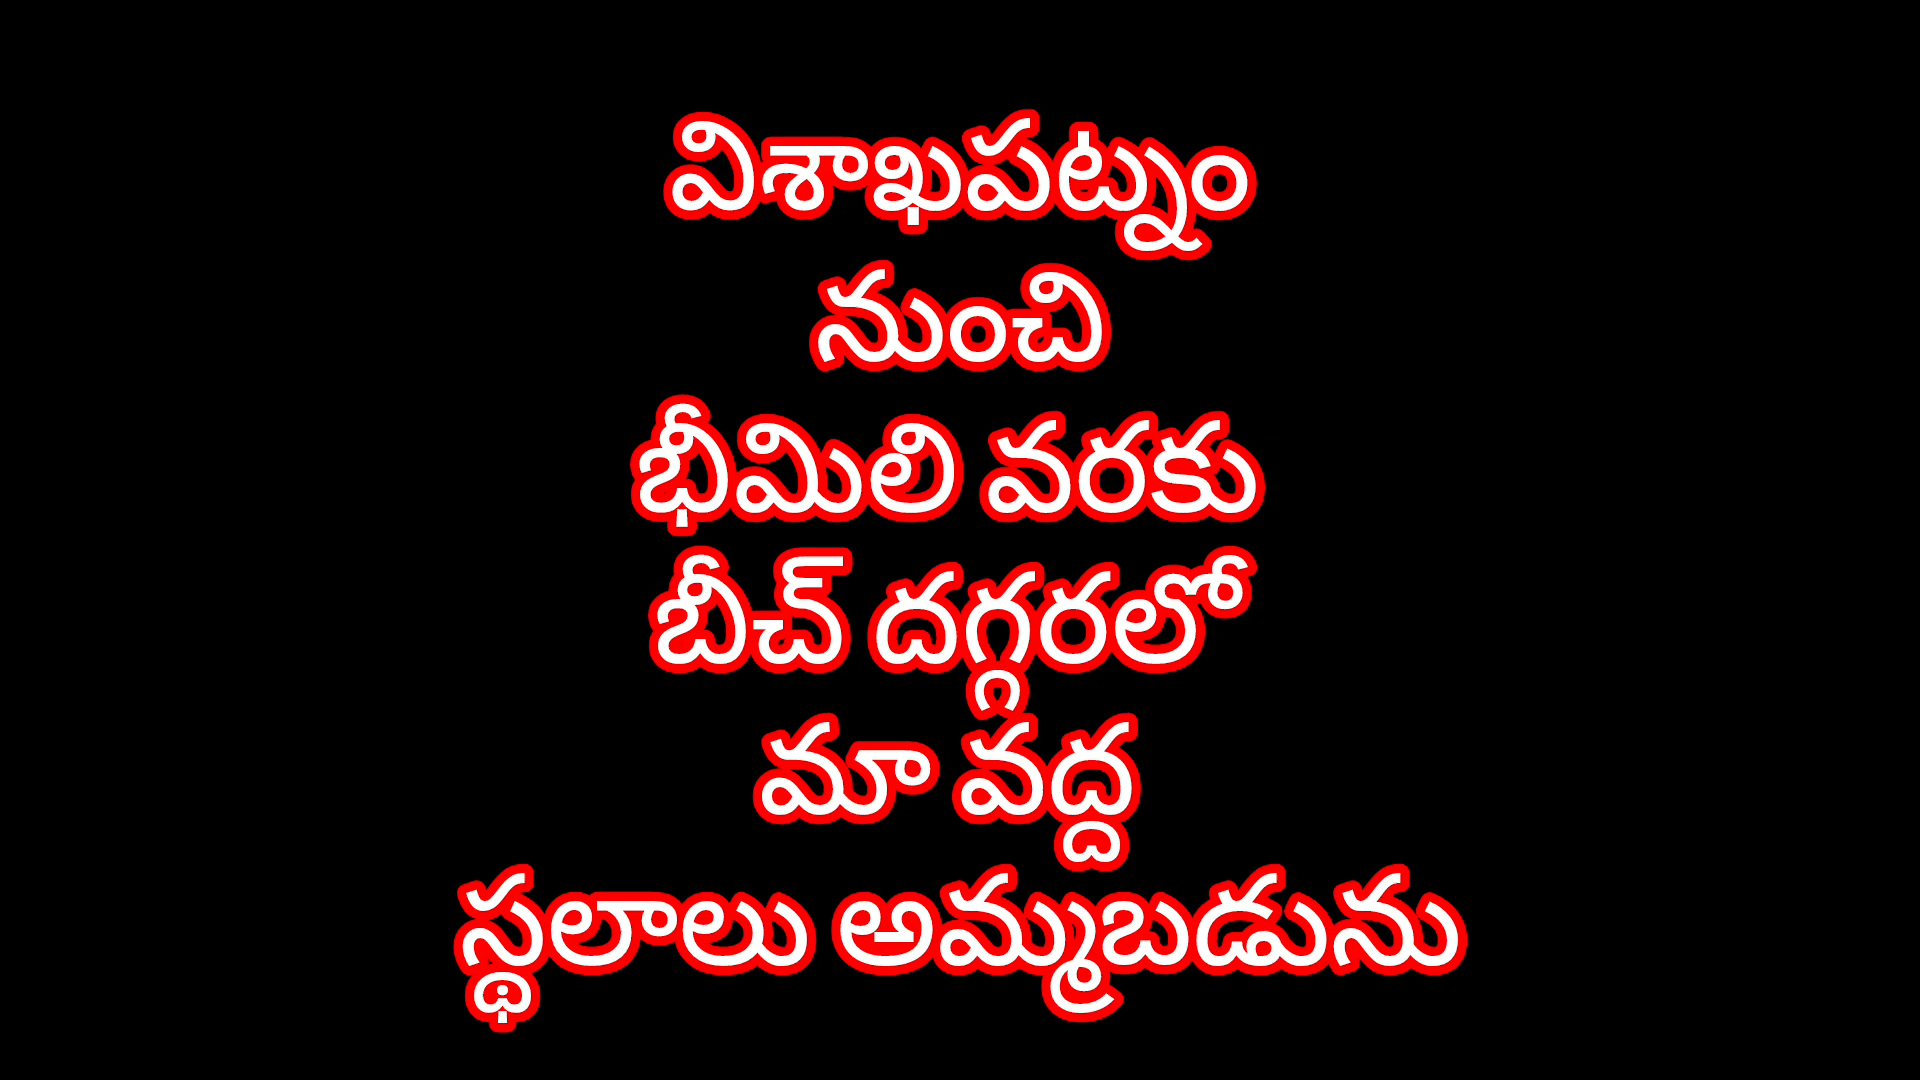 విశాఖపట్నం
నుంచి
భీమిలి వరకు
బీచ్ దగ్గరలో
మా వద్ద
స్థలాలు అమ్మబడును